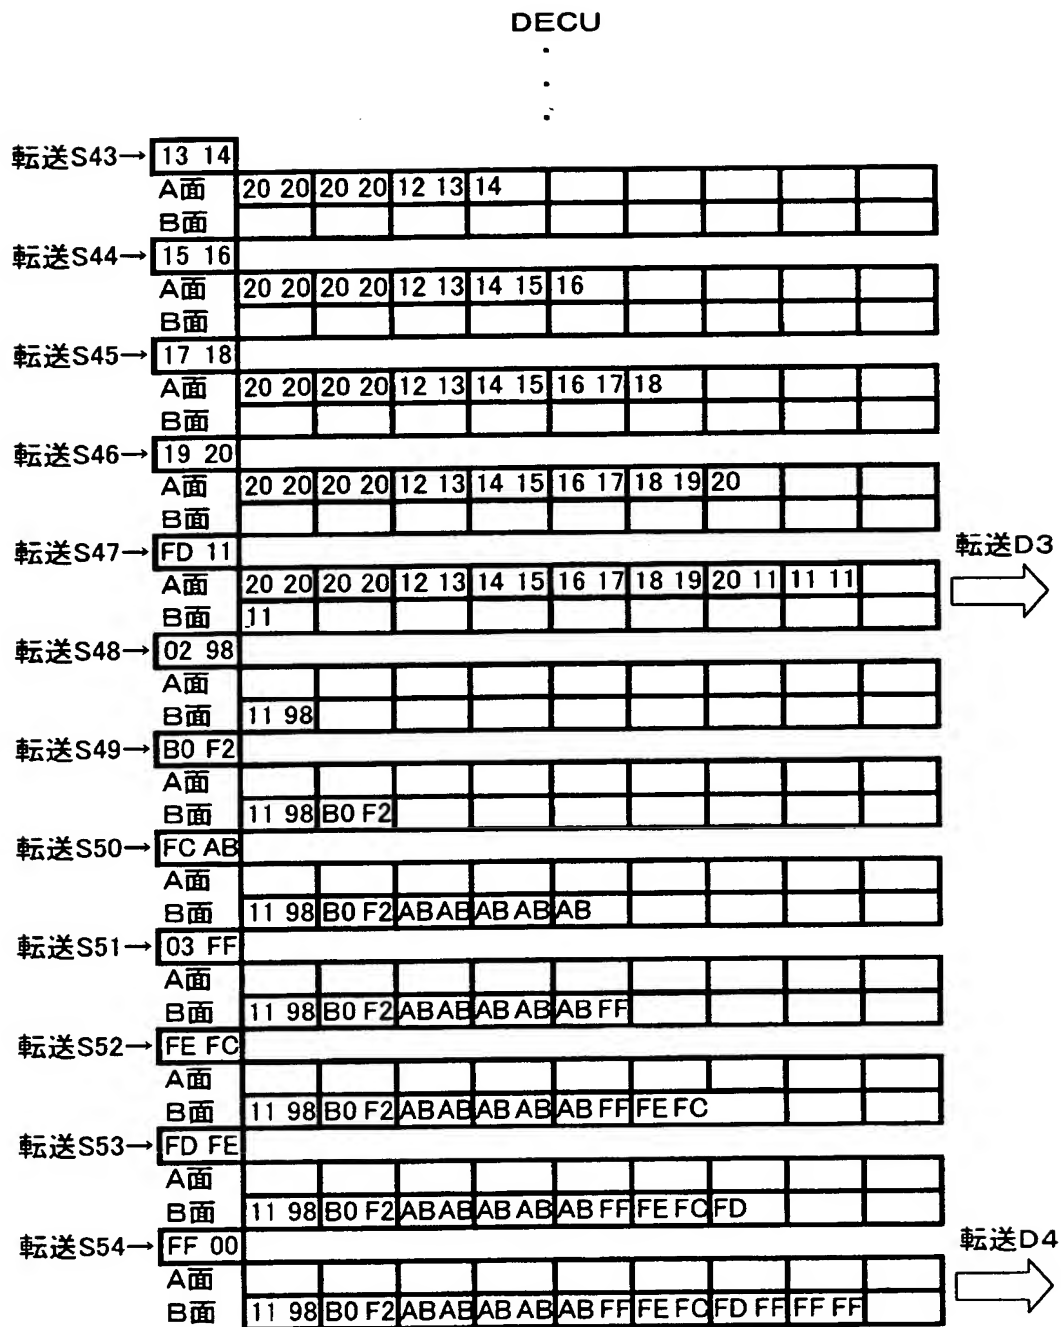 DECU
転送S43→ 13 14
A面 20 20 20 20 12 13 14
B面
転送S44→ 15 16
A面 20 20 20 20 12 13 14 15 16
B面
転送S45→ 17 18
A面 20 20 20 20 12 13 14 15 16 17 18
B面
転送S46→ 19 20
A面 20 20 20 20 12 13 14 15 16 17 18 19 20
B面
転送S47→ FD 11 転送D3
A面 20 20 20 20 12 13 14 15 16 17 18 19 20 11 11 11
B面 11
転送S48→ 02 98
A面
B面 11 98
転送S49→ B0 F2
A面
B面 11 98 B0 F2
転送S50→ FC AB
A面
B面 11 98 B0 F2 AB AB AB AB AB
転送S51→ 03 FF
A面
B面 11 98 B0 F2 AB AB AB AB AB FF
転送S52→ FE FC
A面
B面 11 98 B0 F2 AB AB AB AB AB FF FE FC
転送S53→ FD FE
A面
B面 11 98 B0 F2 AB AB AB AB AB FF FE FC FD
転送S54→ FF 00 転送D4
A面
B面 11 98 B0 F2 AB AB AB AB AB FF FE FC FD FF FF FF